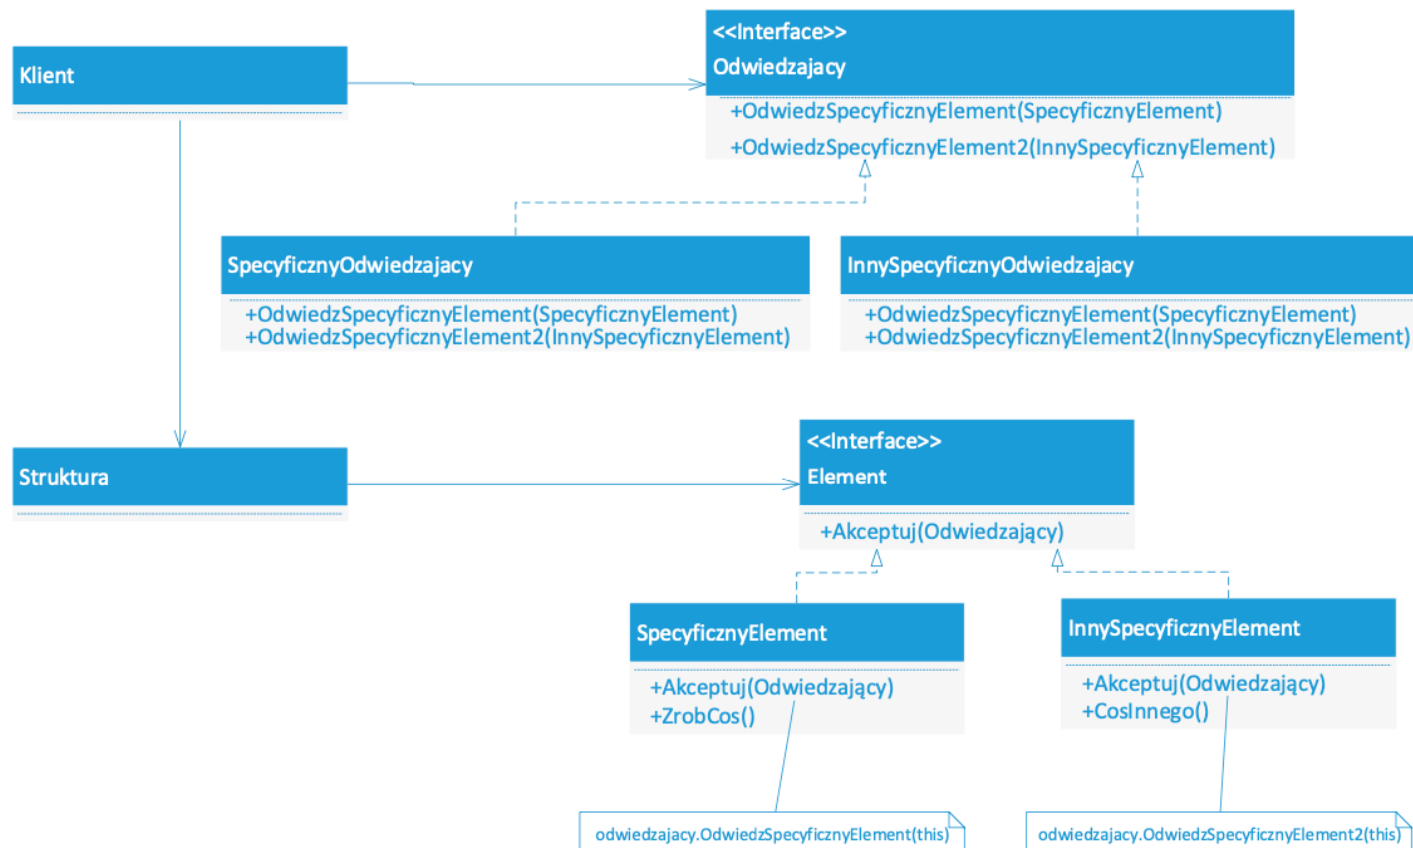 Klient
<<Interface>>
Odwiedzajacy
+OdwiedzSpecyficznyElement(SpecyficznyElement)
+OdwiedzSpecyficznyElement2(InnySpecyficznyElement)
SpecyficznyOdwiedzajacy
+OdwiedzSpecyficznyElement(SpecyficznyElement)
+OdwiedzSpecyficznyElement2(InnySpecyficznyElement)
InnySpecyficznyOdwiedzajacy
+OdwiedzSpecyficznyElement(SpecyficznyElement)
+OdwiedzSpecyficznyElement2(InnySpecyficznyElement)
Struktura
<<Interface>>
Element
+Akceptuj(Odwiedzający)
SpecyficznyElement
+Akceptuj(Odwiedzający)
+ZrobCos()
InnySpecyficznyElement
+Akceptuj(Odwiedzający)
+CosInnego()
odwiedzajacy.OdwiedzSpecyficznyElement(this)
odwiedzajacy.OdwiedzSpecyficznyElement2(this)